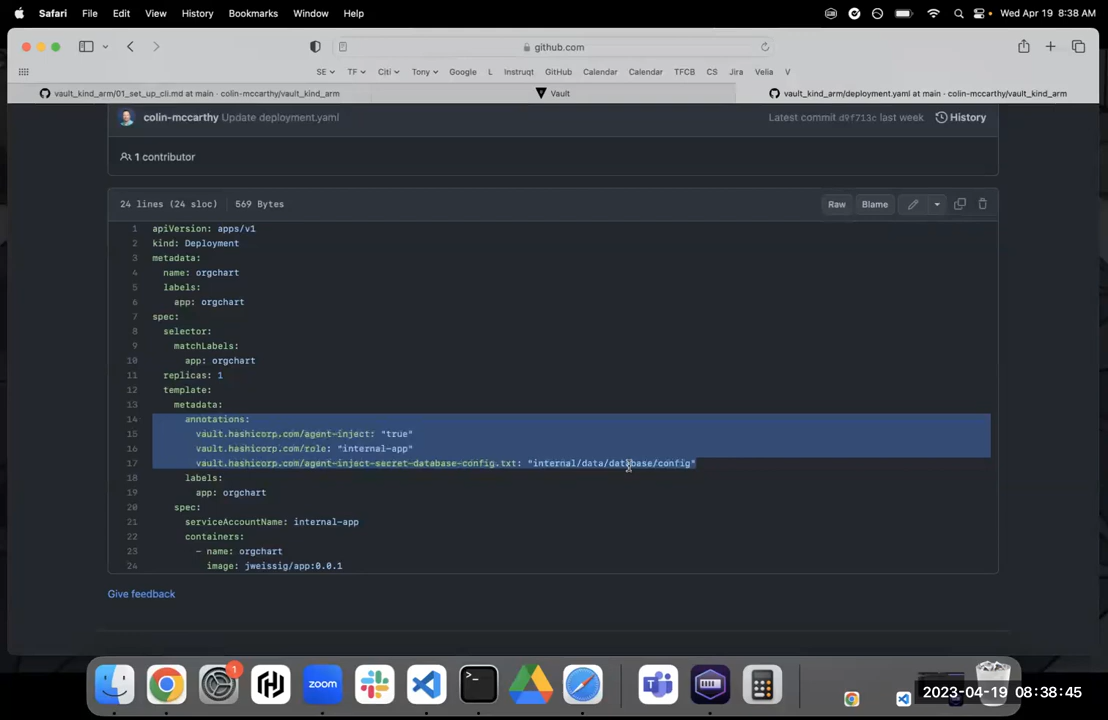 Safari File Edit View History Bookmarks Window Help Wed Apr 19 8:38 AM
github.com
SE TF Citi Tony Google L Instruqt GitHub Calendar Calendar TFCB CS Jira Velia V
vault_kind_arm/01_set_up_cli.md at main · colin-mccarthy/vault_kind_arm Vault vault_kind_arm/deployment.yaml at main · colin-mccarthy/vault_kind_arm
colin-mccarthy Update deployment.yaml Latest commit d9f713c last week History
1 contributor
24 lines (24 sloc) 569 Bytes Raw Blame
1 apiVersion: apps/v1
2 kind: Deployment
3 metadata:
4 name: orgchart
5 labels:
6 app: orgchart
7 spec:
8 selector:
9 matchLabels:
10 app: orgchart
11 replicas: 1
12 template:
13 metadata:
14 annotations:
15 vault.hashicorp.com/agent-inject: "true"
16 vault.hashicorp.com/role: "internal-app"
17 vault.hashicorp.com/agent-inject-secret-database-config.txt: "internal/data/database/config"
18 labels:
19 app: orgchart
20 spec:
21 serviceAccountName: internal-app
22 containers:
23 - name: orgchart
24 image: jweissig/app:0.0.1
Give feedback
1
zoom
2023-04-19 08:38:45